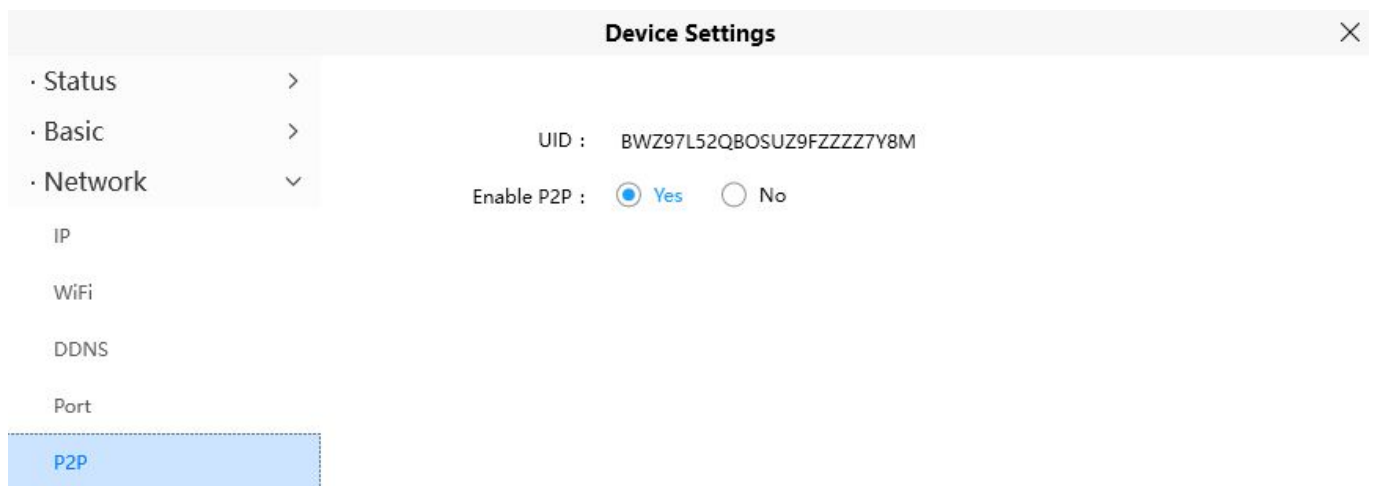 Device Settings
· Status
· Basic
· Network
IP
WiFi
DDNS
Port
P2P
UID : BWZ97L52QBOSUZ9FZZZZ7Y8M
Enable P2P : Yes No